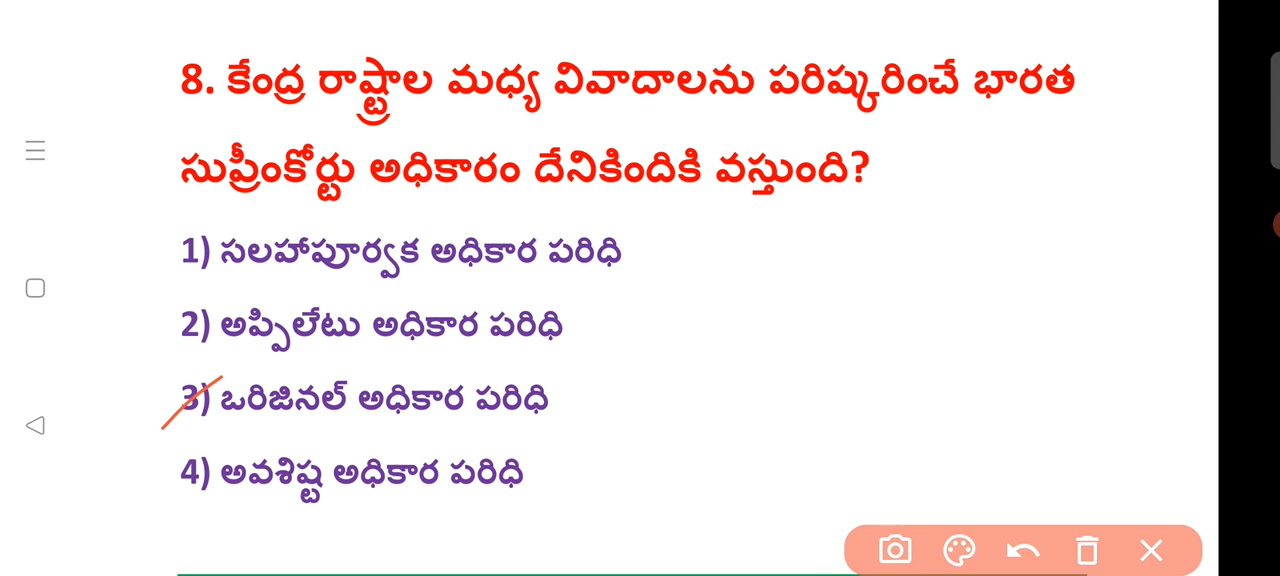 8. కేంద్ర రాష్ట్రాల మధ్య వివాదాలను పరిష్కరించే భారత
సుప్రీంకోర్టు అధికారం దేనికిందికి వస్తుంది?
1) సలహాపూర్వక అధికార పరిధి
2) అప్పిలేటు అధికార పరిధి
3) ఒరిజినల్ అధికార పరిధి
4) అవశిష్ట అధికార పరిధి